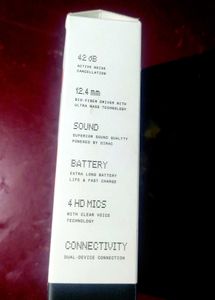 42 dB
ACTIVE NOISE
CANCELLATION
12.4 mm
BIO-FIBER DRIVER WITH
ULTRA BASS TECHNOLOGY
SOUND
SUPERIOR SOUND QUALITY
POWERED BY DIRAC
BATTERY
EXTRA LONG BATTERY
LIFE & FAST CHARGE
4 HD MICS
WITH CLEAR VOICE
TECHNOLOGY
CONNECTIVITY
DUAL-DEVICE CONNECTION